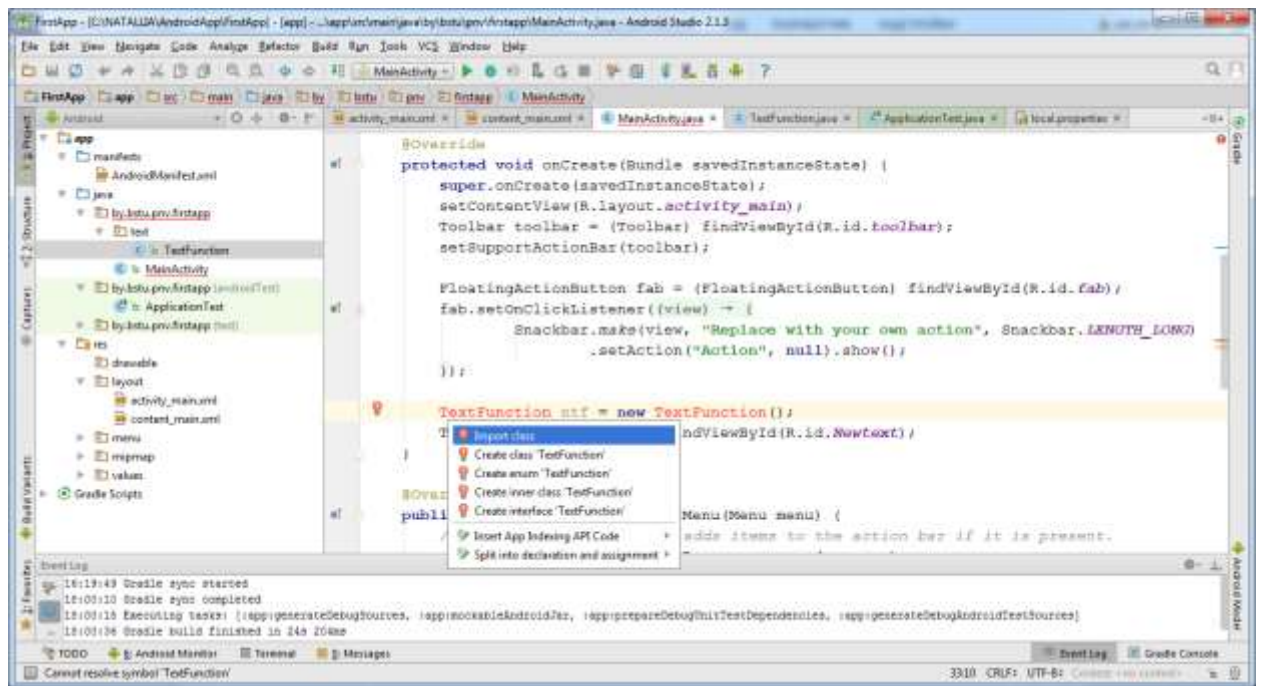 FirstApp - [C:\NATALLIA\AndroidApp\FirstApp] - [app] - ...\app\src\main\java\by\bstu\pnv\firstapp\MainActivity.java - Android Studio 2.1.3
File Edit View Navigate Code Analyze Refactor Build Run Tools VCS Window Help
MainActivity
FirstApp app src main java by bstu pnv firstapp MainActivity
Android activity_main.xml content_main.xml MainActivity.java TextFunction.java ApplicationTest.java local.properties
1: Project
7: Structure
Captures
Build Variants
2: Favorites
app
manifests
AndroidManifest.xml
java
by.bstu.pnv.firstapp
text
TextFunction
MainActivity
by.bstu.pnv.firstapp (androidTest)
ApplicationTest
by.bstu.pnv.firstapp (test)
res
drawable
layout
activity_main.xml
content_main.xml
menu
mipmap
values
Gradle Scripts
@Override
protected void onCreate(Bundle savedInstanceState) {
super.onCreate(savedInstanceState);
setContentView(R.layout.activity_main);
Toolbar toolbar = (Toolbar) findViewById(R.id.toolbar);
setSupportActionBar(toolbar);
FloatingActionButton fab = (FloatingActionButton) findViewById(R.id.fab);
fab.setOnClickListener((view) → {
Snackbar.make(view, "Replace with your own action", Snackbar.LENGTH_LONG)
.setAction("Action", null).show();
});
TextFunction ntf = new TextFunction();
T ndViewById(R.id.Newtext);
}
@Over
publi Menu(Menu menu) {
/ adds items to the action bar if it is present.
Import class
Create class 'TextFunction'
Create enum 'TextFunction'
Create inner class 'TextFunction'
Create interface 'TextFunction'
Insert App Indexing API Code
Split into declaration and assignment
Gradle
Android Model
Event Log
16:19:49 Gradle sync started
18:00:10 Gradle sync completed
18:00:15 Executing tasks: [:app:generateDebugSources, :app:mockableAndroidJar, :app:prepareDebugUnitTestDependencies, :app:generateDebugAndroidTestSources]
18:00:36 Gradle build finished in 24s 204ms
TODO 6: Android Monitor Terminal 0: Messages Event Log Gradle Console
Cannot resolve symbol 'TextFunction' 33:10 CRLF: UTF-8: Context: <no context>